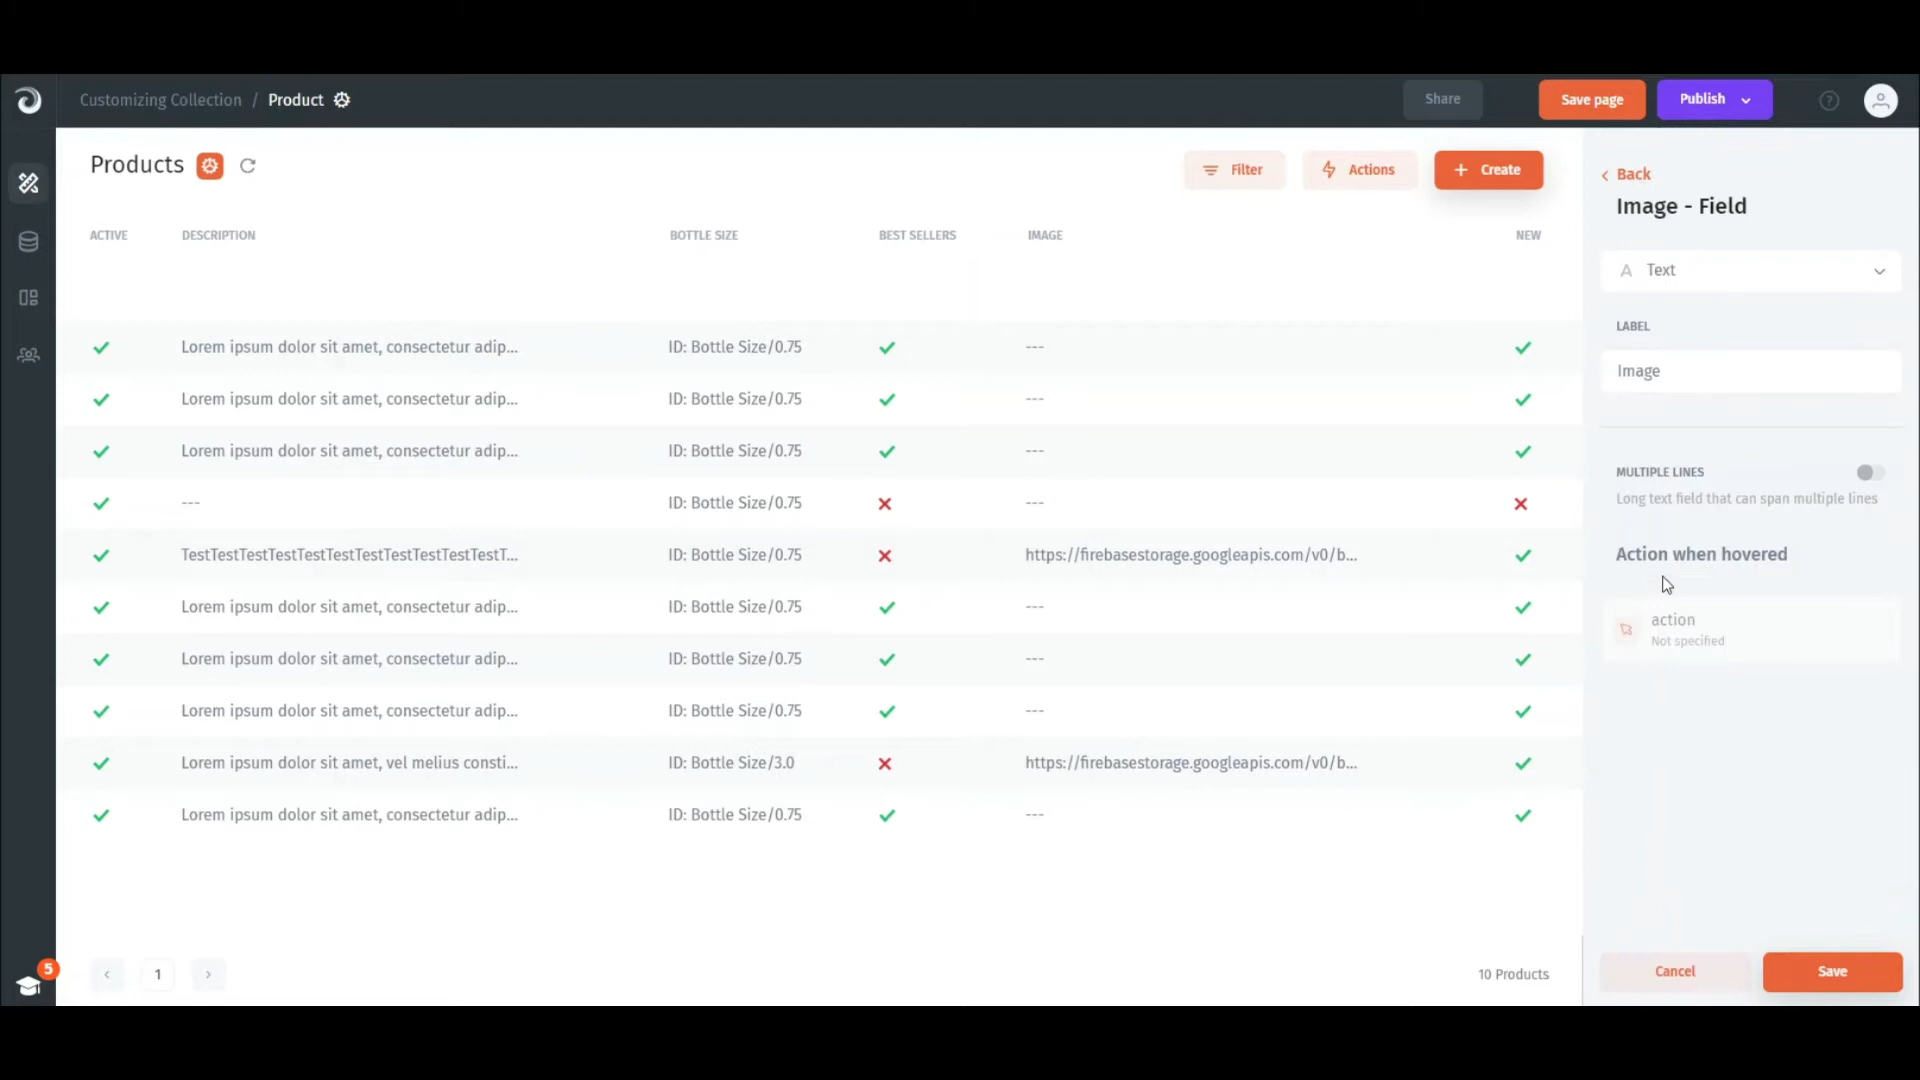 Customizing Collection / Product
Share
Save page
Publish
?
Products
Filter
Actions
+ Create
ACTIVE DESCRIPTION BOTTLE SIZE BEST SELLERS IMAGE NEW
Lorem ipsum dolor sit amet, consectetur adip... ID: Bottle Size/0.75 ---
Lorem ipsum dolor sit amet, consectetur adip... ID: Bottle Size/0.75 ---
Lorem ipsum dolor sit amet, consectetur adip... ID: Bottle Size/0.75 ---
--- ID: Bottle Size/0.75 ---
TestTestTestTestTestTestTestTestTestTestTestT... ID: Bottle Size/0.75 https://firebasestorage.googleapis.com/v0/b...
Lorem ipsum dolor sit amet, consectetur adip... ID: Bottle Size/0.75 ---
Lorem ipsum dolor sit amet, consectetur adip... ID: Bottle Size/0.75 ---
Lorem ipsum dolor sit amet, consectetur adip... ID: Bottle Size/0.75 ---
Lorem ipsum dolor sit amet, vel melius consti... ID: Bottle Size/3.0 https://firebasestorage.googleapis.com/v0/b...
Lorem ipsum dolor sit amet, consectetur adip... ID: Bottle Size/0.75 ---
< 1 >
10 Products
5
< Back
Image - Field
A Text
LABEL
Image
MULTIPLE LINES
Long text field that can span multiple lines
Action when hovered
action
Not specified
Cancel
Save